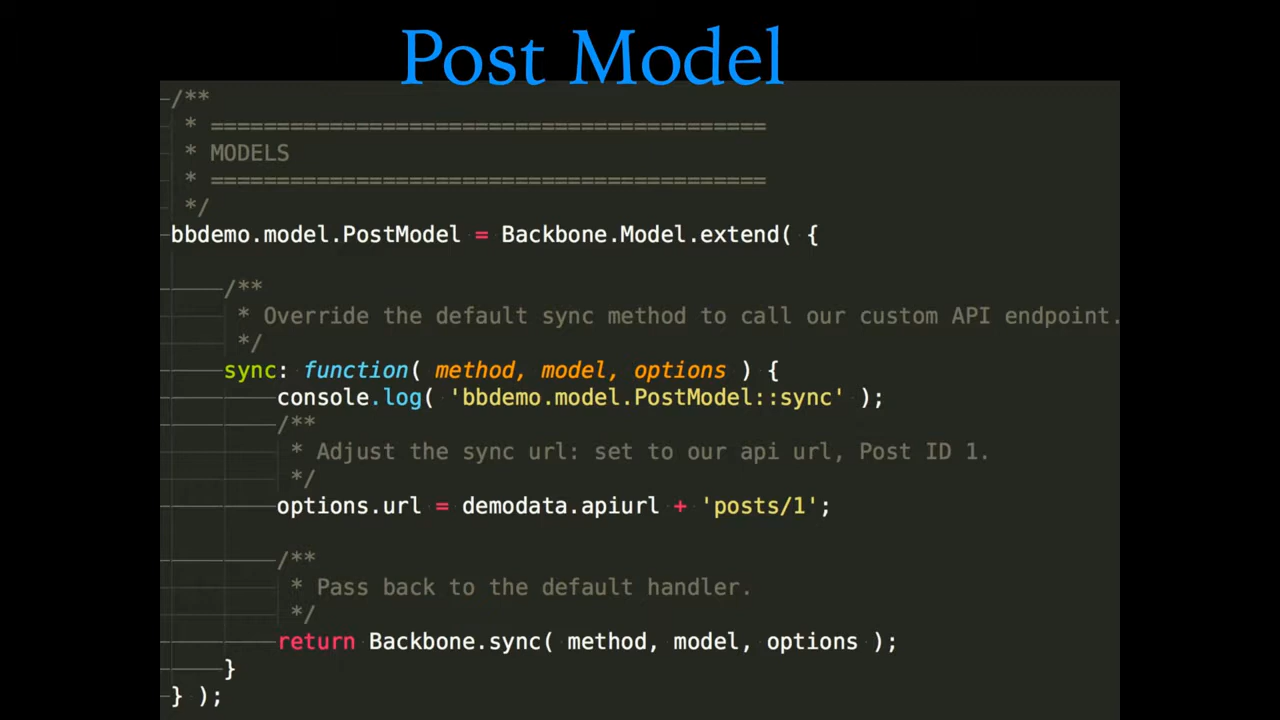 Post Model
/**
 * ==========================================
 * MODELS
 * ==========================================
 */
bbdemo.model.PostModel = Backbone.Model.extend( {
/**
 * Override the default sync method to call our custom API endpoint.
 */
sync: function( method, model, options ) {
console.log( 'bbdemo.model.PostModel::sync' );
/**
 * Adjust the sync url: set to our api url, Post ID 1.
 */
options.url = demodata.apiurl + 'posts/1';
/**
 * Pass back to the default handler.
 */
return Backbone.sync( method, model, options );
}
} );